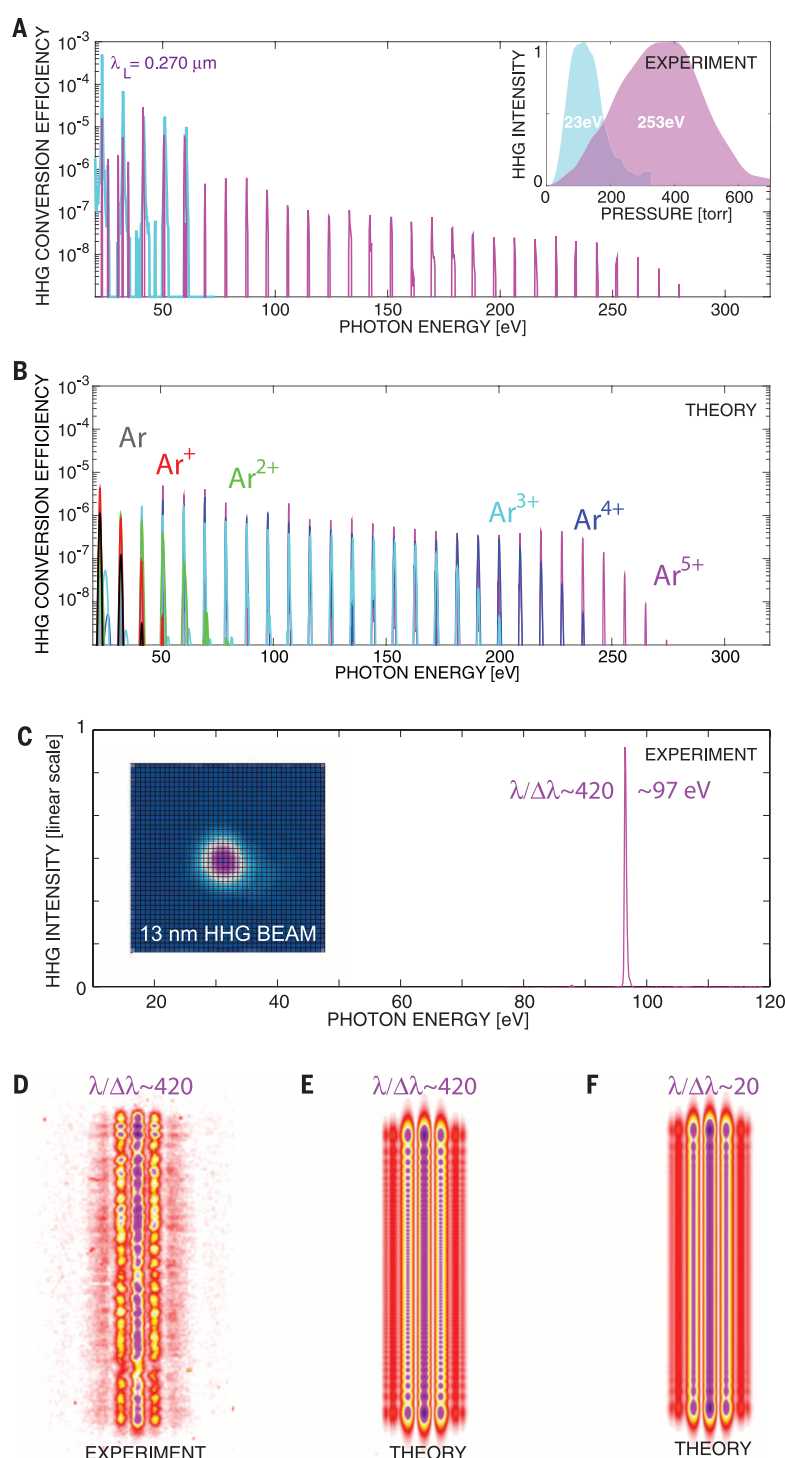 A
HHG CONVERSION EFFICIENCY
10-3
10-4
10-5
10-6
10-7
10-8
λL = 0.270 μm
50
100
150
200
250
300
PHOTON ENERGY [eV]
HHG INTENSITY
1
0
EXPERIMENT
23eV
253eV
0
200
400
600
PRESSURE [torr]
B
HHG CONVERSION EFFICIENCY
10-3
10-4
10-5
10-6
10-7
10-8
THEORY
Ar
Ar+
Ar2+
Ar3+
Ar4+
Ar5+
50
100
150
200
250
300
PHOTON ENERGY [eV]
C
HHG INTENSITY [linear scale]
1
0
EXPERIMENT
λ/Δλ~420
~97 eV
13 nm HHG BEAM
20
40
60
80
100
120
PHOTON ENERGY [eV]
D
λ/Δλ~420
EXPERIMENT
E
λ/Δλ~420
THEORY
F
λ/Δλ~20
THEORY